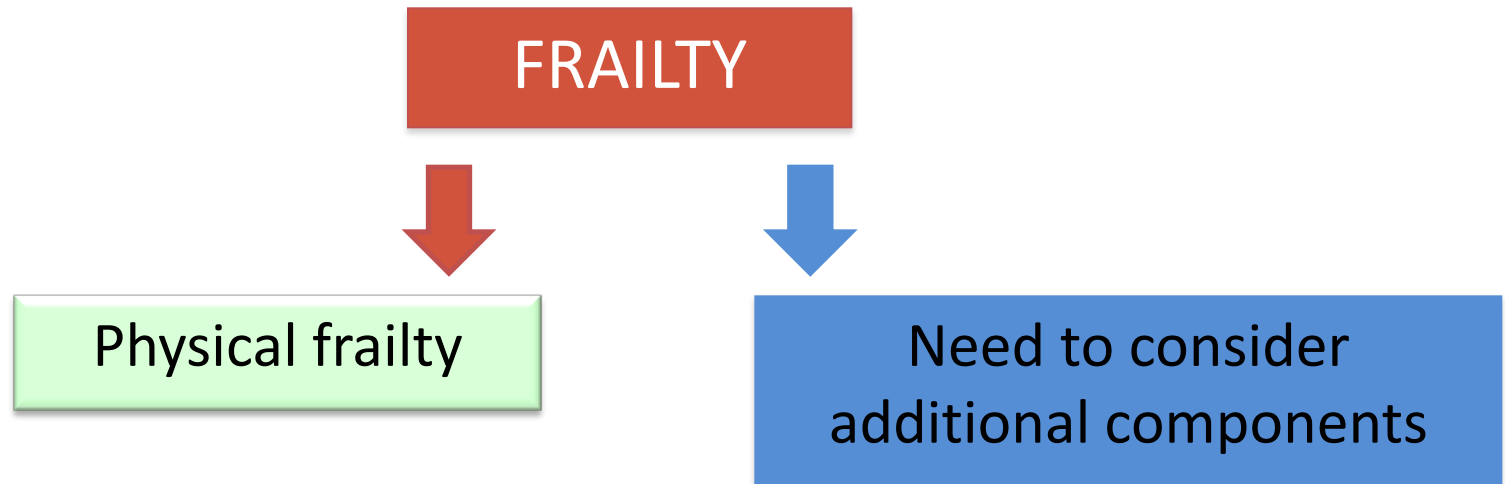 FRAILTY
Physical frailty
Need to consider
additional components